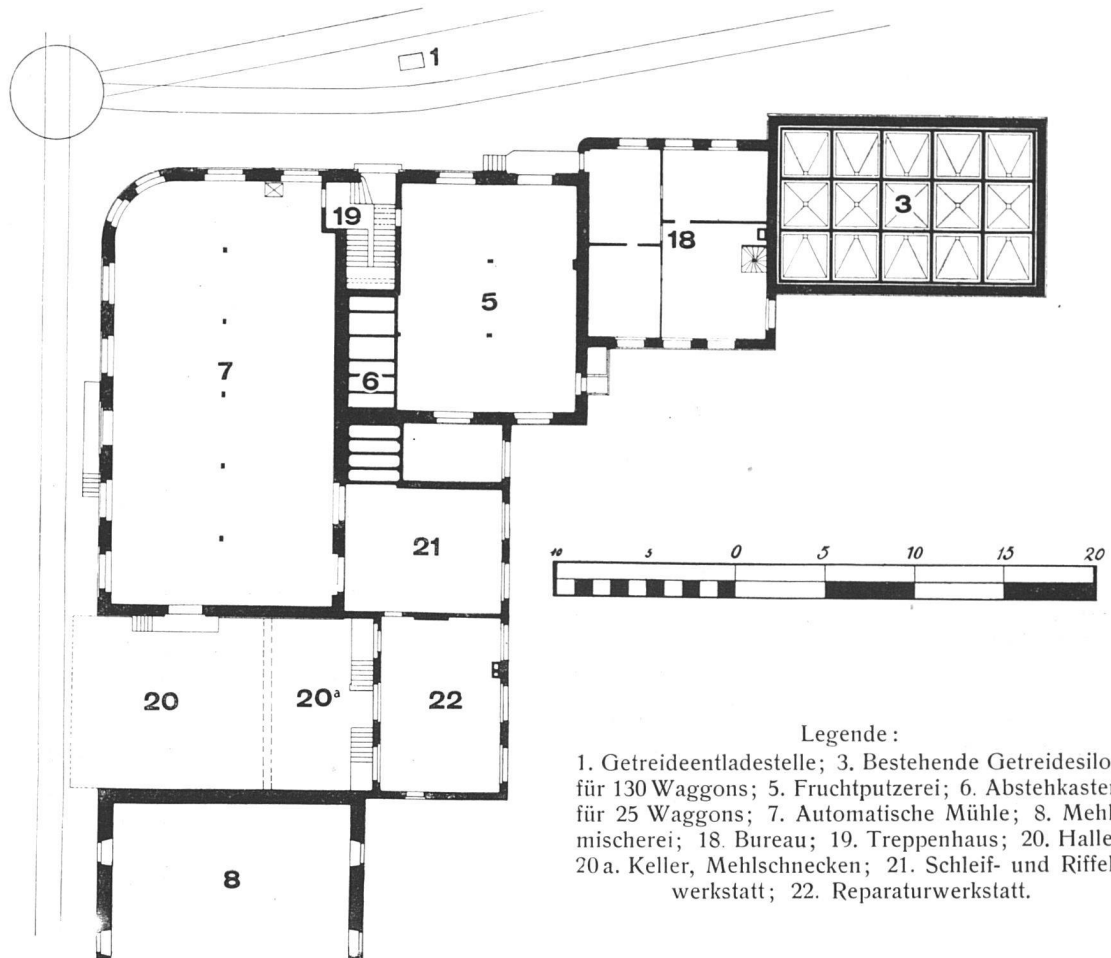 1
19
3
18
5
7
6
21
10 5 0 5 10 15 20
20 20a 22
8
Legende:
1. Getreideentladestelle; 3. Bestehende Getreidesilo
für 130 Waggons; 5. Fruchtputzerei; 6. Abstehkaster
für 25 Waggons; 7. Automatische Mühle; 8. Mehl
mischerei; 18. Bureau; 19. Treppenhaus; 20. Halle
20a. Keller, Mehlschnecken; 21. Schleif- und Riffel
werkstatt; 22. Reparaturwerkstatt.